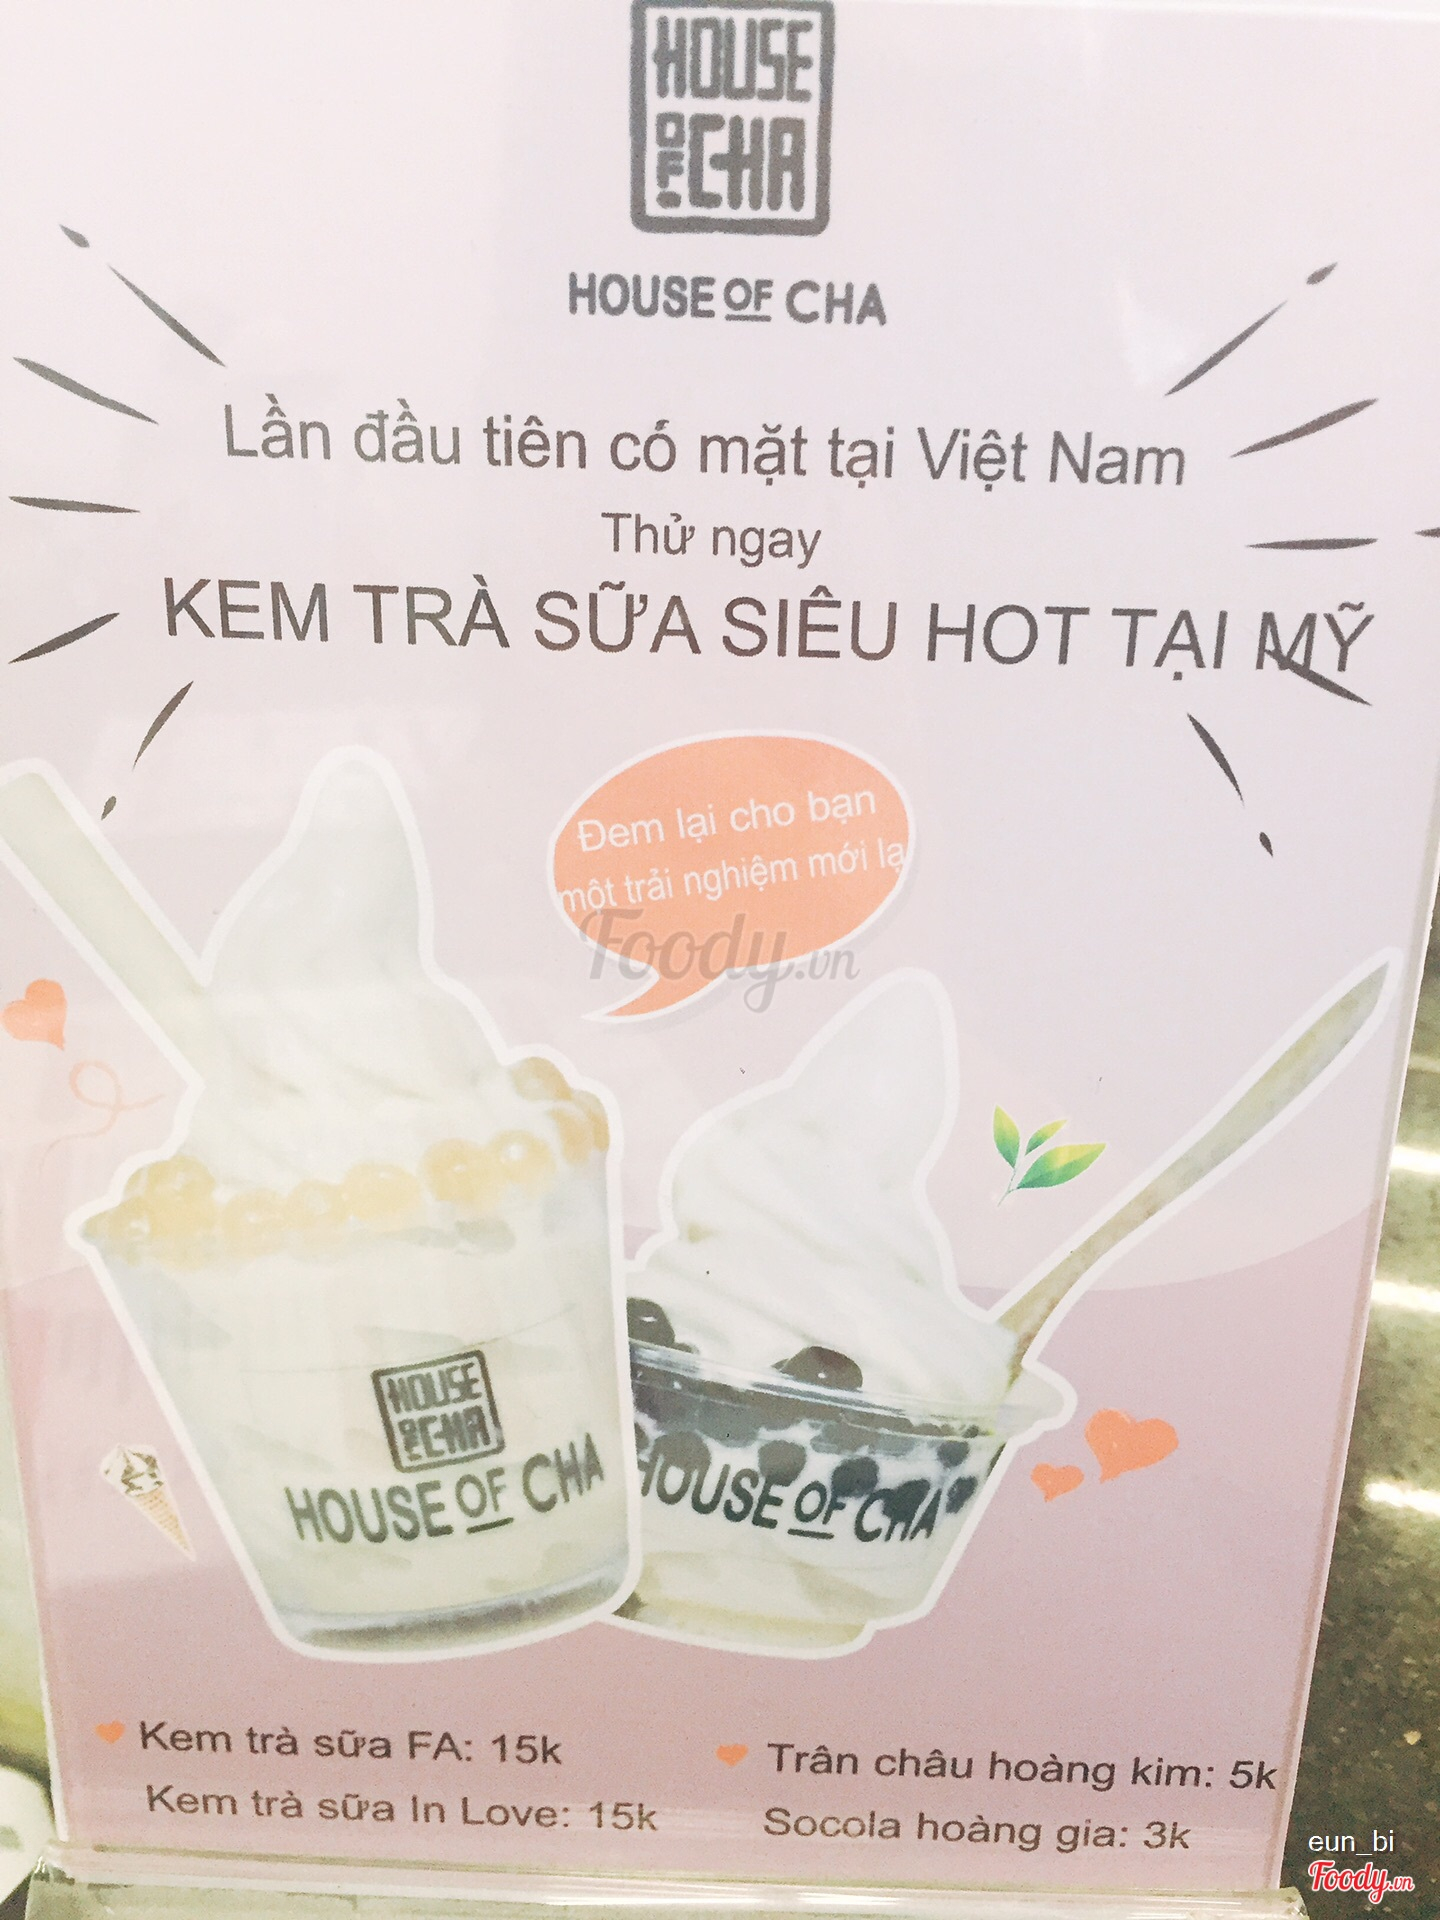 HOUSE
OF CHA
HOUSE OF CHA
Lần đầu tiên có mặt tại Việt Nam
Thử ngay
KEM TRÀ SỮA SIÊU HOT TẠI MỸ
Đem lại cho bạn
một trải nghiệm mới lạ
Foody.vn
HOUSE
OF CHA
HOUSE OF CHA
HOUSE OF CHA
Kem trà sữa FA: 15k
Kem trà sữa In Love: 15k
Trân châu hoàng kim: 5k
Socola hoàng gia: 3k
eun_bi
Foody.vn